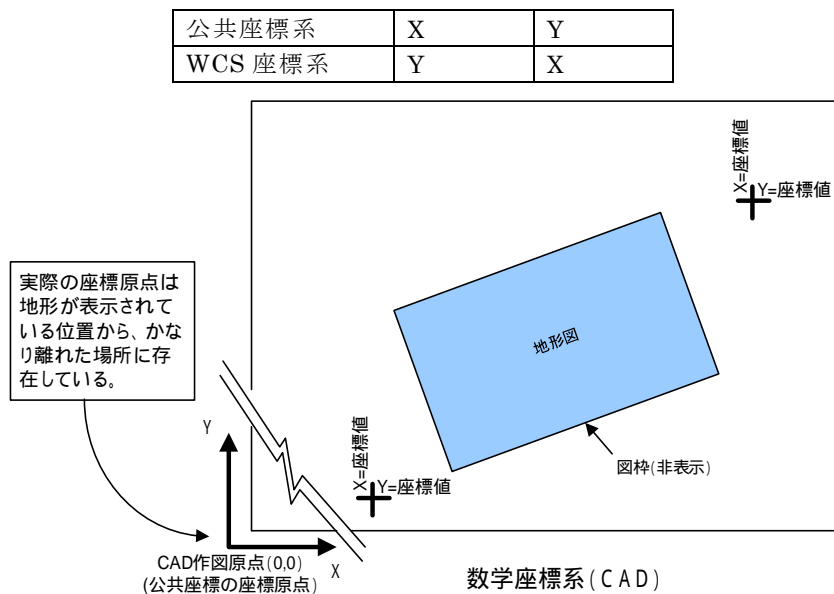 公共座標系 X Y
WCS 座標系 Y X
X=座標値
Y=座標値
実際の座標原点は
地形が表示されて
いる位置から、かな
り離れた場所に存
在している。
地形図
Y
X=座標値
Y=座標値
図枠(非表示)
CAD作図原点(0,0)
(公共座標の座標原点)
X
数学座標系(CAD)